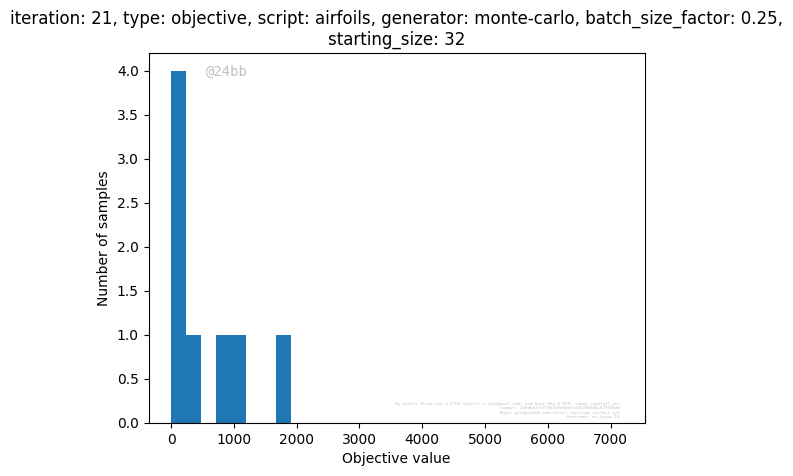 iteration: 21, type: objective, script: airfoils, generator: monte-carlo, batch_size_factor: 0.25,
starting_size: 32
@24bb
4.0
3.5
3.0
2.5
2.0
1.5
1.0
0.5
0.0
Number of samples
0 1000 2000 3000 4000 5000 6000 7000
Objective value